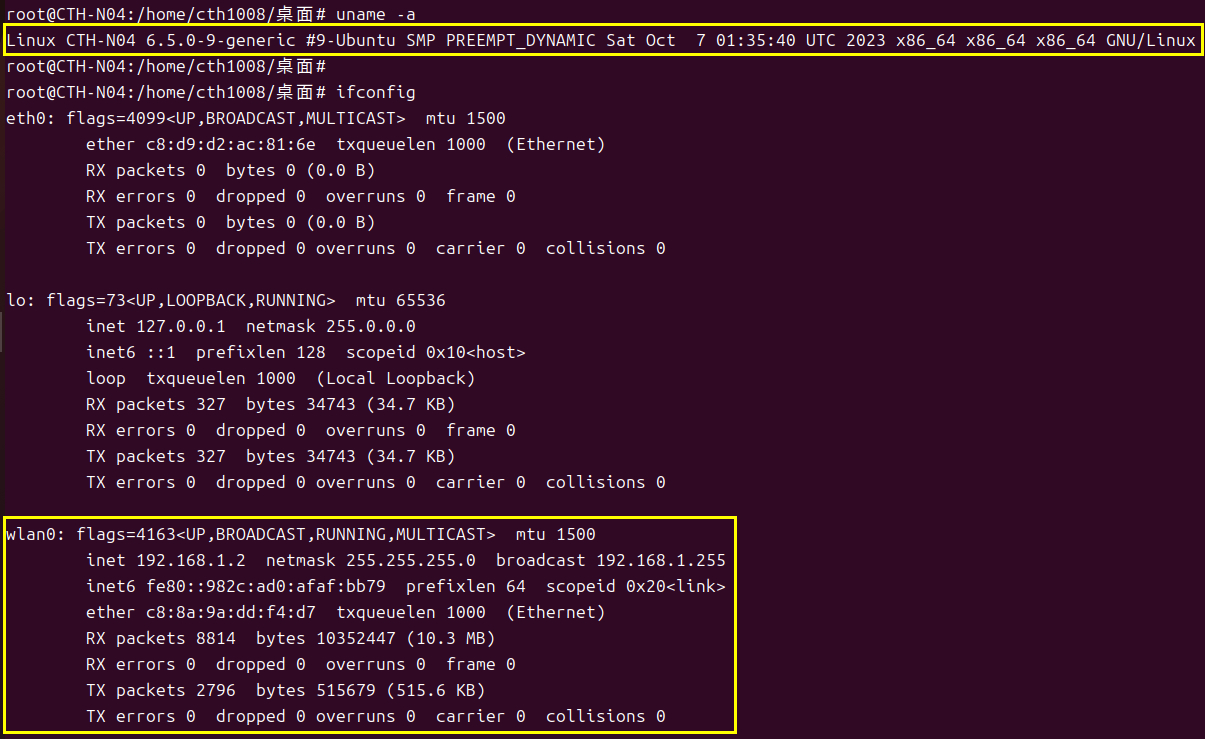 root@CTH-N04:/home/cth1008/桌面# uname -a
Linux CTH-N04 6.5.0-9-generic #9-Ubuntu SMP PREEMPT_DYNAMIC Sat Oct  7 01:35:40 UTC 2023 x86_64 x86_64 x86_64 GNU/Linux
root@CTH-N04:/home/cth1008/桌面#
root@CTH-N04:/home/cth1008/桌面# ifconfig
eth0: flags=4099<UP,BROADCAST,MULTICAST>  mtu 1500
        ether c8:d9:d2:ac:81:6e  txqueuelen 1000  (Ethernet)
        RX packets 0  bytes 0 (0.0 B)
        RX errors 0  dropped 0  overruns 0  frame 0
        TX packets 0  bytes 0 (0.0 B)
        TX errors 0  dropped 0 overruns 0  carrier 0  collisions 0

lo: flags=73<UP,LOOPBACK,RUNNING>  mtu 65536
        inet 127.0.0.1  netmask 255.0.0.0
        inet6 ::1  prefixlen 128  scopeid 0x10<host>
        loop  txqueuelen 1000  (Local Loopback)
        RX packets 327  bytes 34743 (34.7 KB)
        RX errors 0  dropped 0  overruns 0  frame 0
        TX packets 327  bytes 34743 (34.7 KB)
        TX errors 0  dropped 0 overruns 0  carrier 0  collisions 0

wlan0: flags=4163<UP,BROADCAST,RUNNING,MULTICAST>  mtu 1500
        inet 192.168.1.2  netmask 255.255.255.0  broadcast 192.168.1.255
        inet6 fe80::982c:ad0:afaf:bb79  prefixlen 64  scopeid 0x20<link>
        ether c8:8a:9a:dd:f4:d7  txqueuelen 1000  (Ethernet)
        RX packets 8814  bytes 10352447 (10.3 MB)
        RX errors 0  dropped 0  overruns 0  frame 0
        TX packets 2796  bytes 515679 (515.6 KB)
        TX errors 0  dropped 0 overruns 0  carrier 0  collisions 0